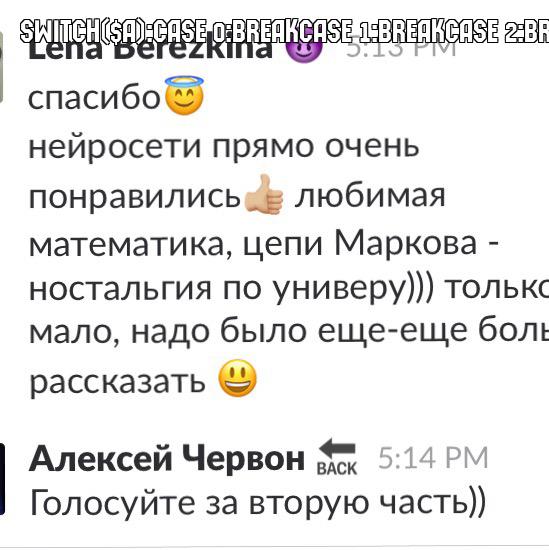 SWITCH($A):CASE 0:BREAKCASE 1:BREAKCASE 2:BR
Lena Berezkina 😈 5:13 PM
спасибо😇
нейросети прямо очень
понравились👍🏼 любимая
математика, цепи Маркова -
ностальгия по универу))) только
мало, надо было еще-еще боль
рассказать 😃
Алексей Червон 🔙 5:14 PM
Голосуйте за вторую часть))